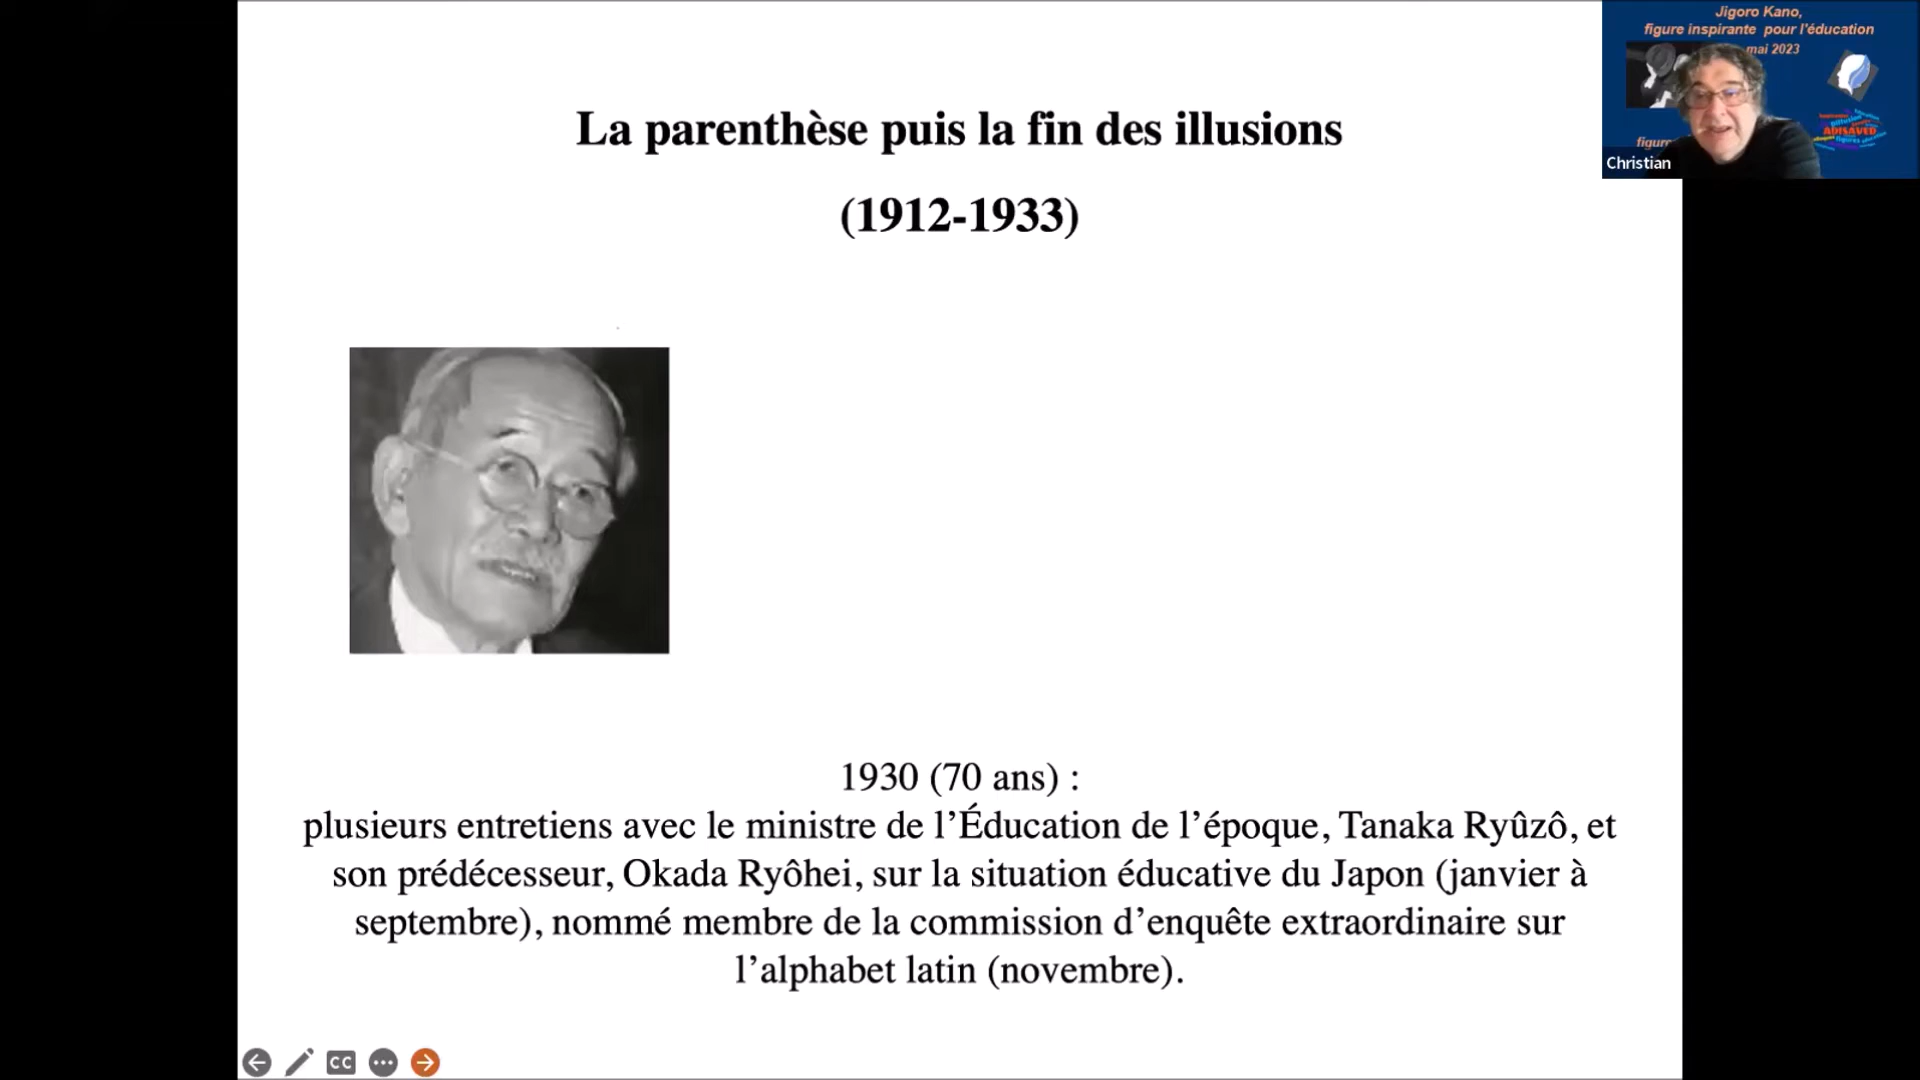 La parenthèse puis la fin des illusions
(1912-1933)
1930 (70 ans) :
plusieurs entretiens avec le ministre de l’Éducation de l’époque, Tanaka Ryûzô, et
son prédécesseur, Okada Ryôhei, sur la situation éducative du Japon (janvier à
septembre), nommé membre de la commission d’enquête extraordinaire sur
l’alphabet latin (novembre).
Jigoro Kano,
figure inspirante pour l'éducation
mai 2023
ADISAVED
Christian
CC